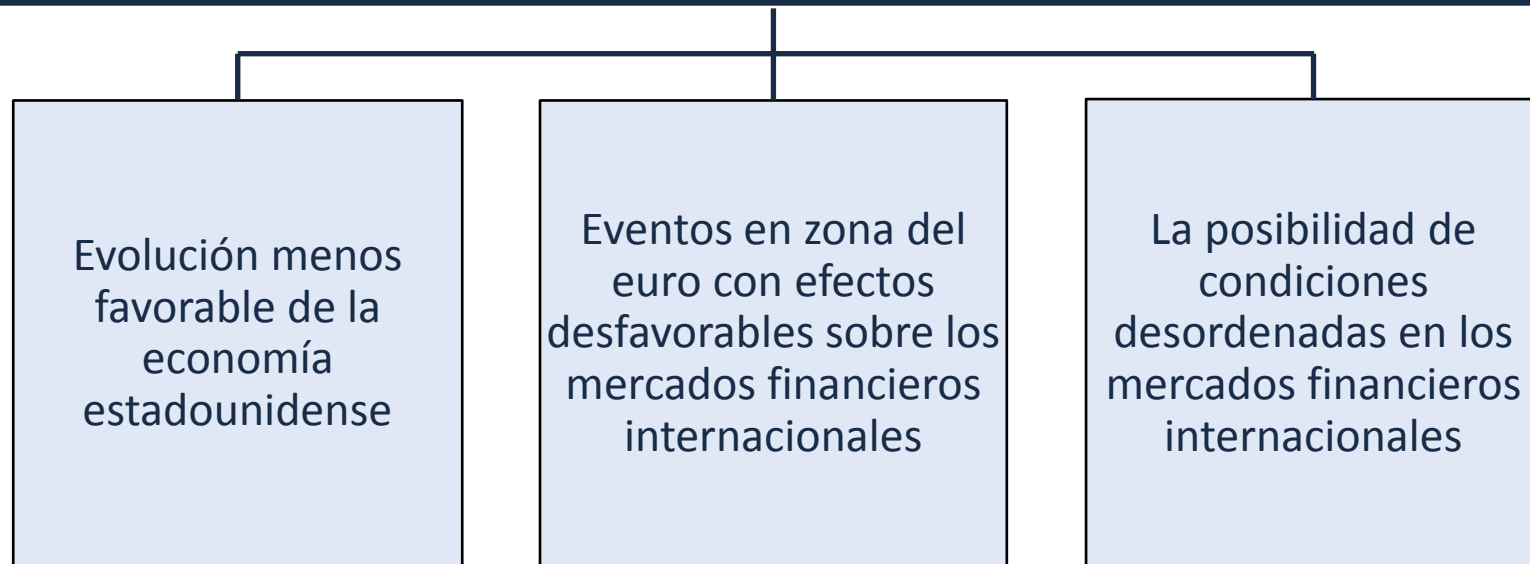 Evolución menos
favorable de la
economía
estadounidense
Eventos en zona del
euro con efectos
desfavorables sobre los
mercados financieros
internacionales
La posibilidad de
condiciones
desordenadas en los
mercados financieros
internacionales